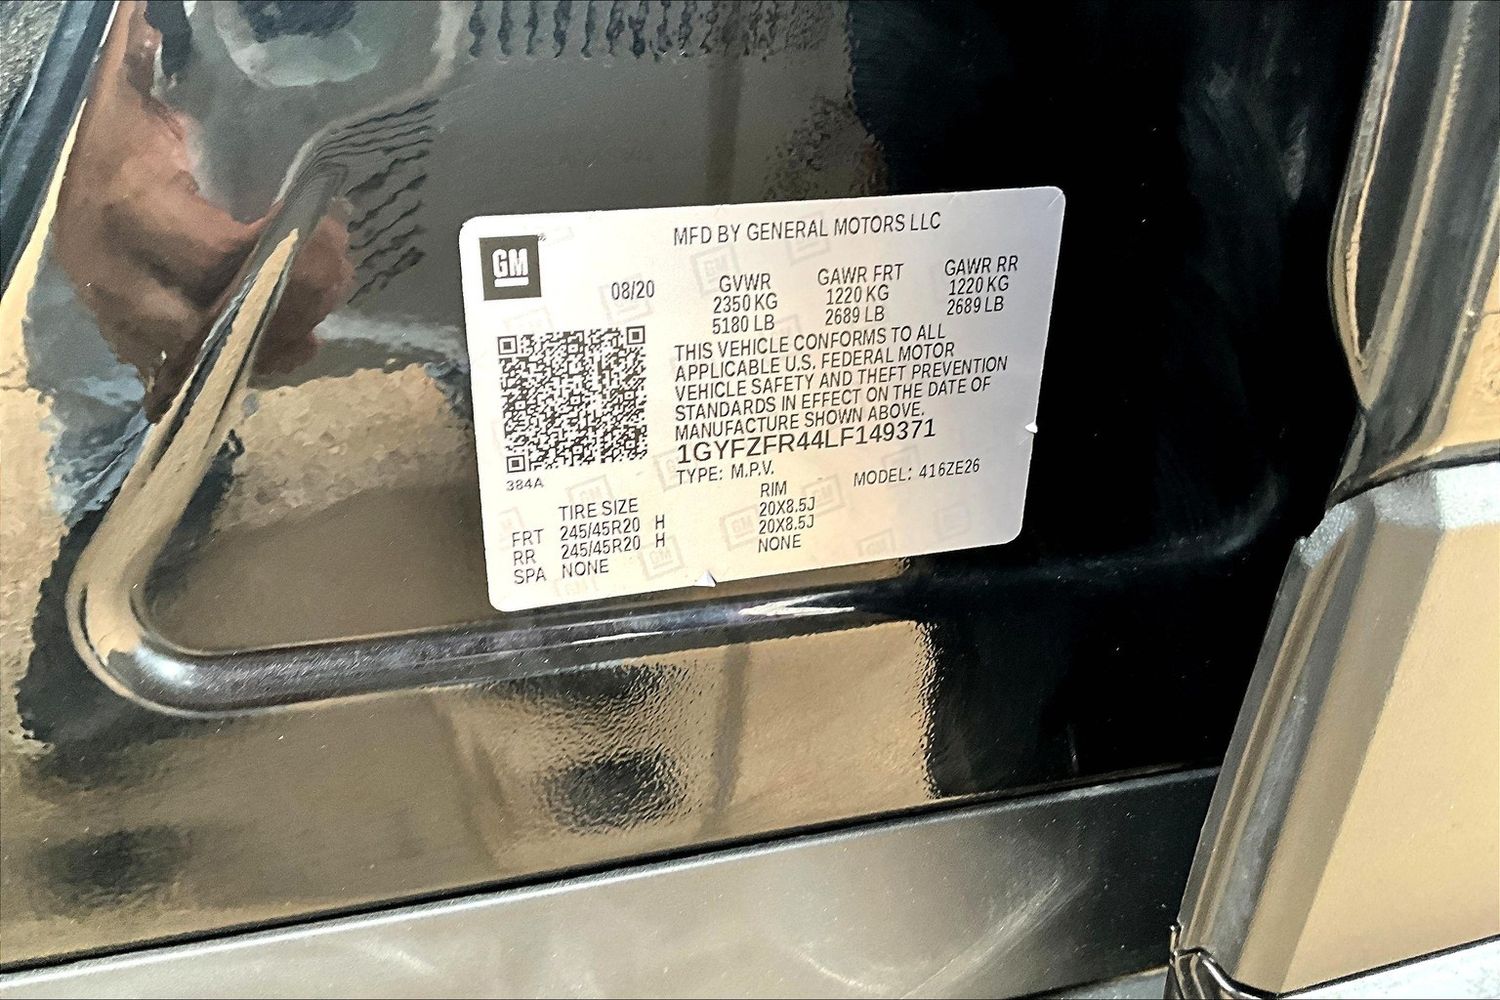 MFD BY GENERAL MOTORS LLC
GM
08/20
GVWR GAWR FRT GAWR RR
2350 KG 1220 KG 1220 KG
5180 LB 2689 LB 2689 LB
THIS VEHICLE CONFORMS TO ALL
APPLICABLE U.S. FEDERAL MOTOR
VEHICLE SAFETY AND THEFT PREVENTION
STANDARDS IN EFFECT ON THE DATE OF
MANUFACTURE SHOWN ABOVE.
1GYFZFR44LF149371
TYPE: M.P.V. MODEL: 416ZE26
384A
TIRE SIZE RIM
FRT 245/45R20 H 20X8.5J
RR 245/45R20 H 20X8.5J
SPA NONE NONE